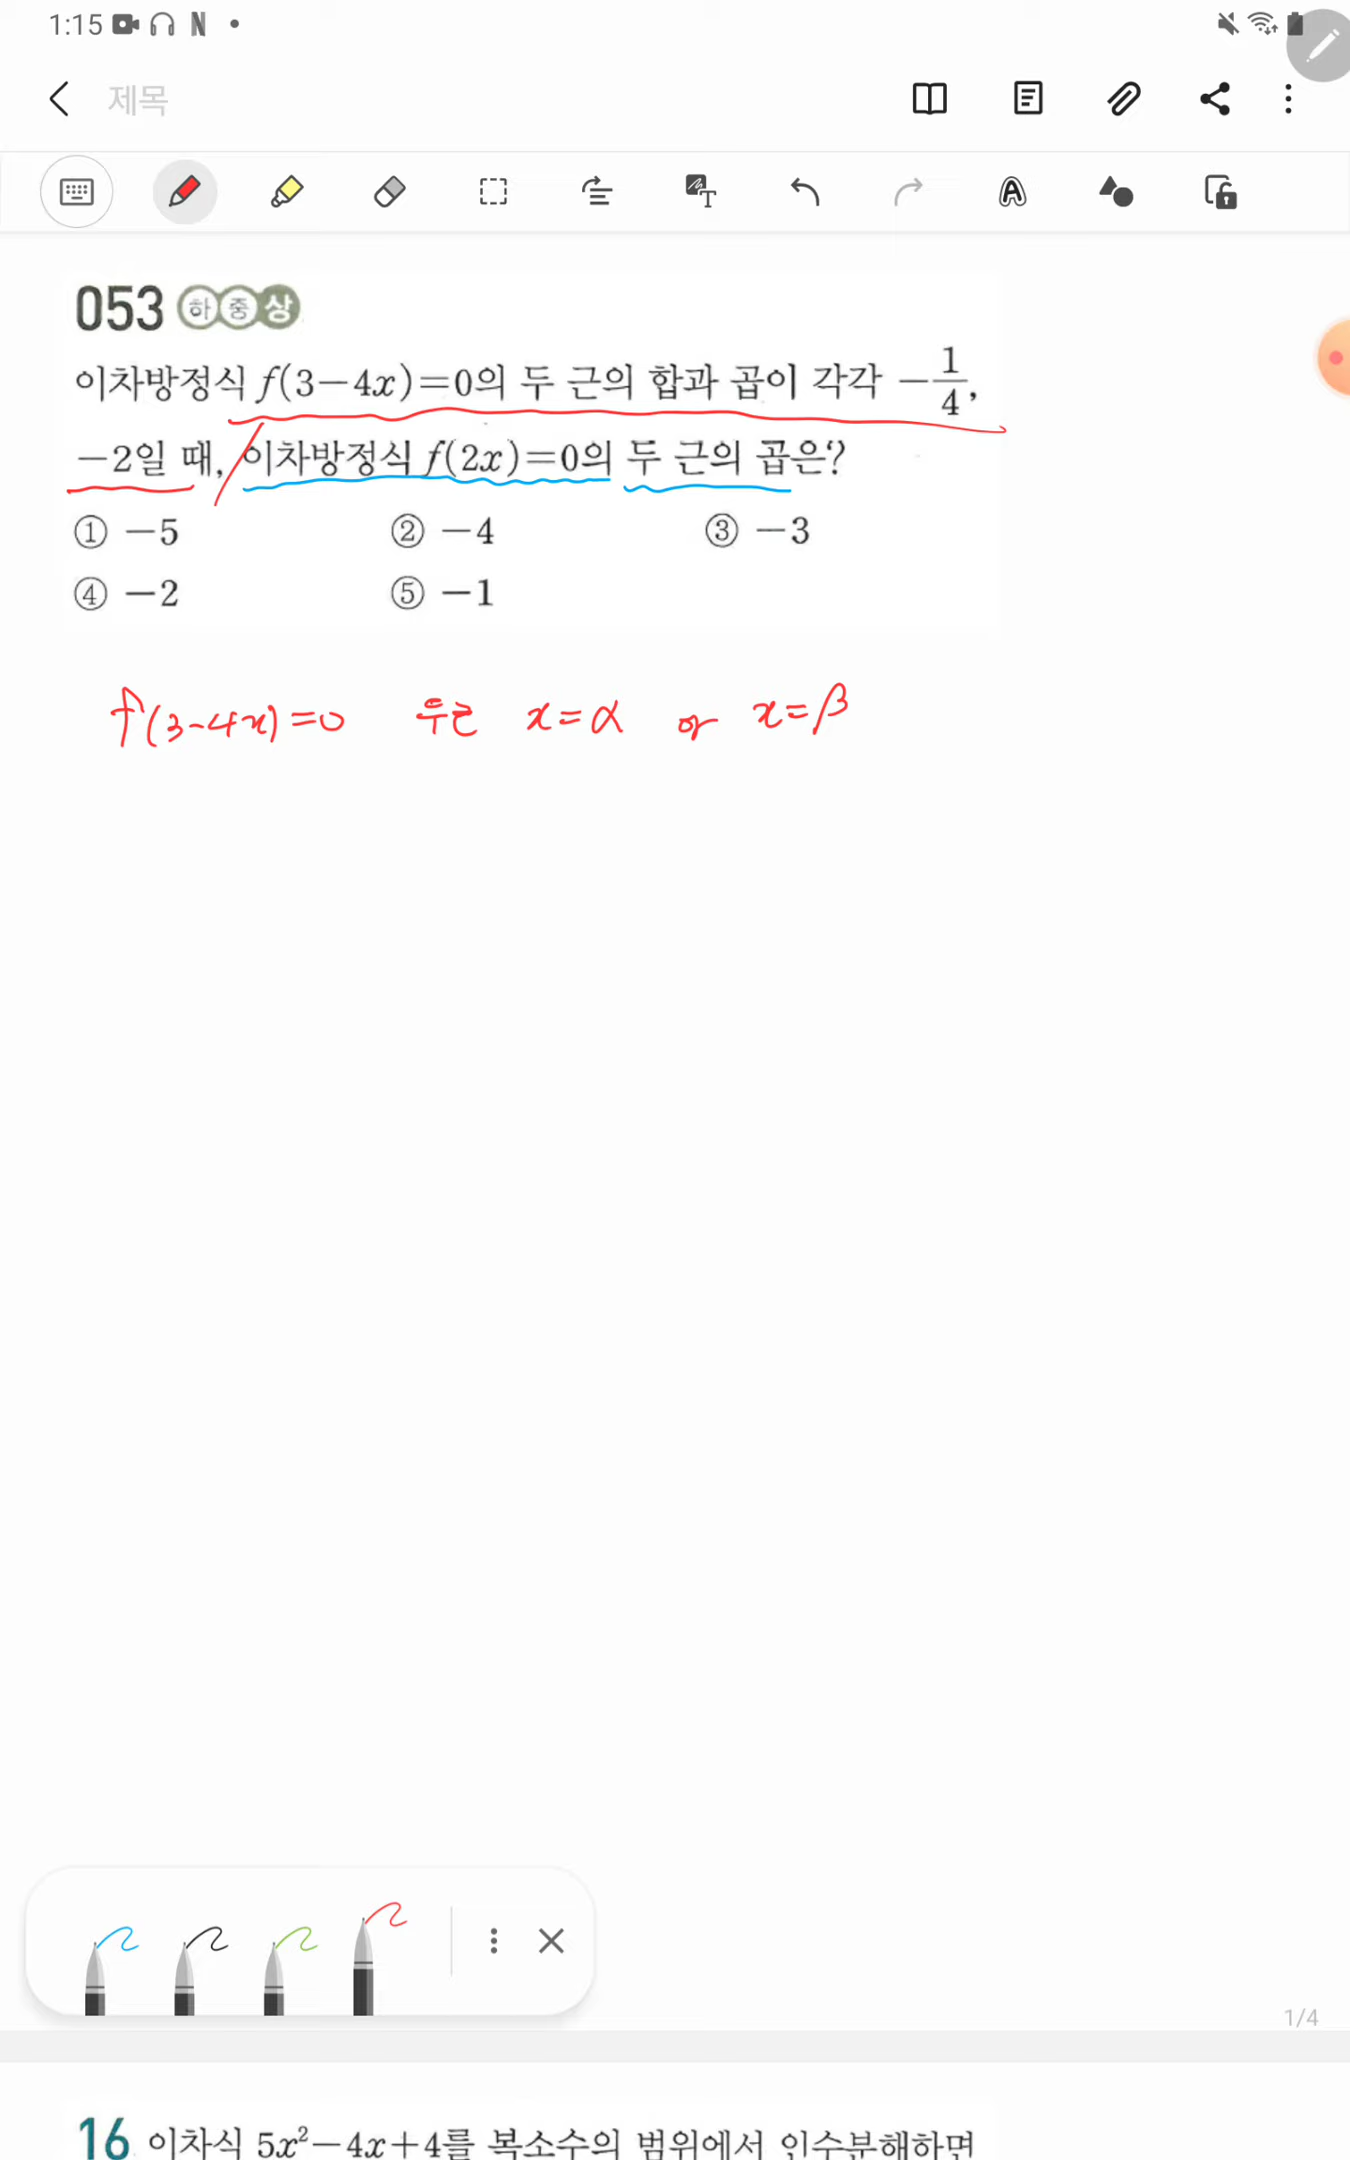 1:15
제목
053 하 중 상
이차방정식 f(3-4x)=0의 두 근의 합과 곱이 각각 -1/4,
-2일 때, 이차방정식 f(2x)=0의 두 근의 곱은?
① -5 ② -4 ③ -3
④ -2 ⑤ -1
f(3-4x)=0 두근 x=α or x=β
1/4
16 이차식 5x²-4x+4를 복소수의 범위에서 인수분해하면